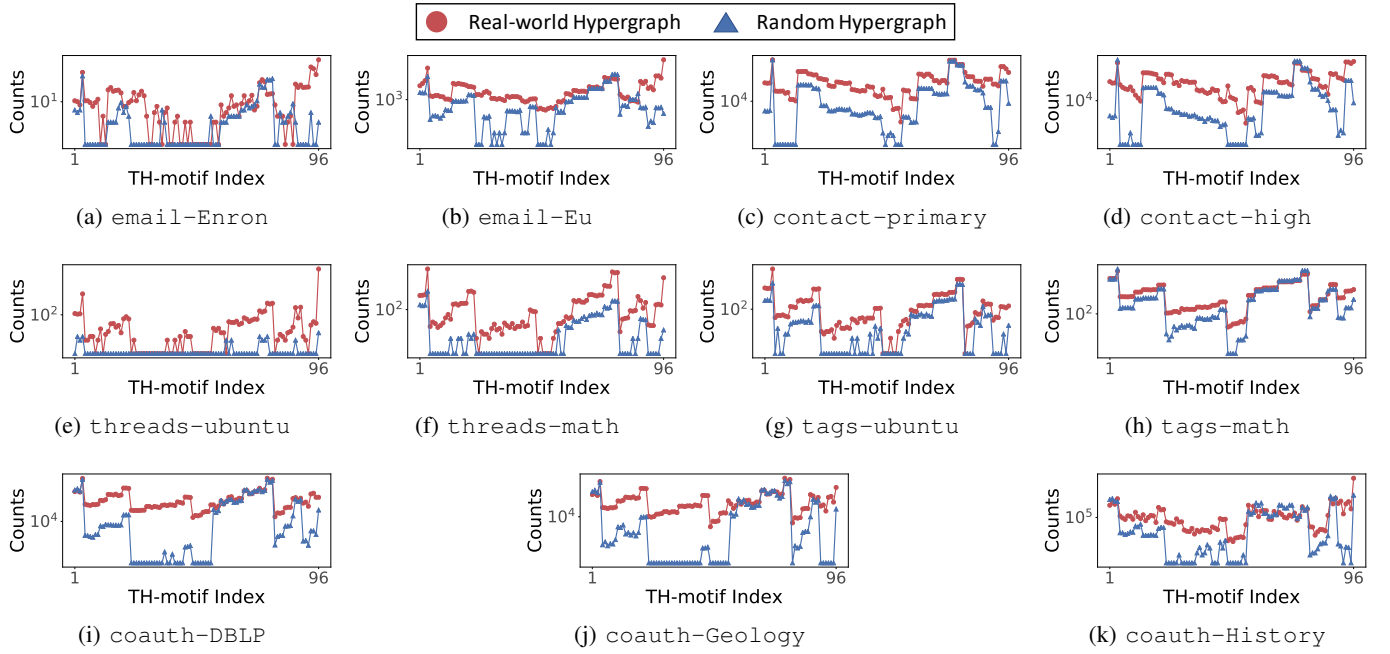 Real-world Hypergraph Random Hypergraph
Counts
10^1
1 96
TH-motif Index
(a) email-Enron
Counts
10^3
1 96
TH-motif Index
(b) email-Eu
Counts
10^4
1 96
TH-motif Index
(c) contact-primary
Counts
10^4
1 96
TH-motif Index
(d) contact-high
Counts
10^2
1 96
TH-motif Index
(e) threads-ubuntu
Counts
10^2
1 96
TH-motif Index
(f) threads-math
Counts
10^2
1 96
TH-motif Index
(g) tags-ubuntu
Counts
10^2
1 96
TH-motif Index
(h) tags-math
Counts
10^4
1 96
TH-motif Index
(i) coauth-DBLP
Counts
10^4
1 96
TH-motif Index
(j) coauth-Geology
Counts
10^5
1 96
TH-motif Index
(k) coauth-History